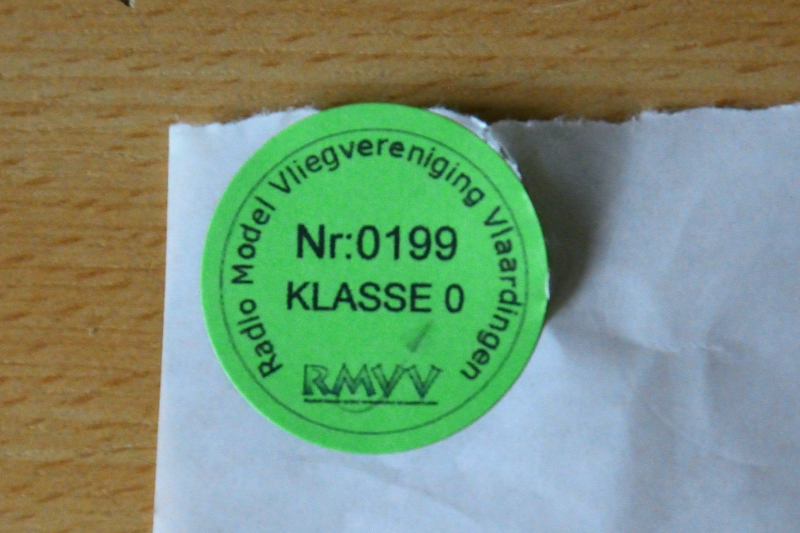 Radio Model Vliegvereniging Vlaardingen
Nr:0199
KLASSE 0
RMVV